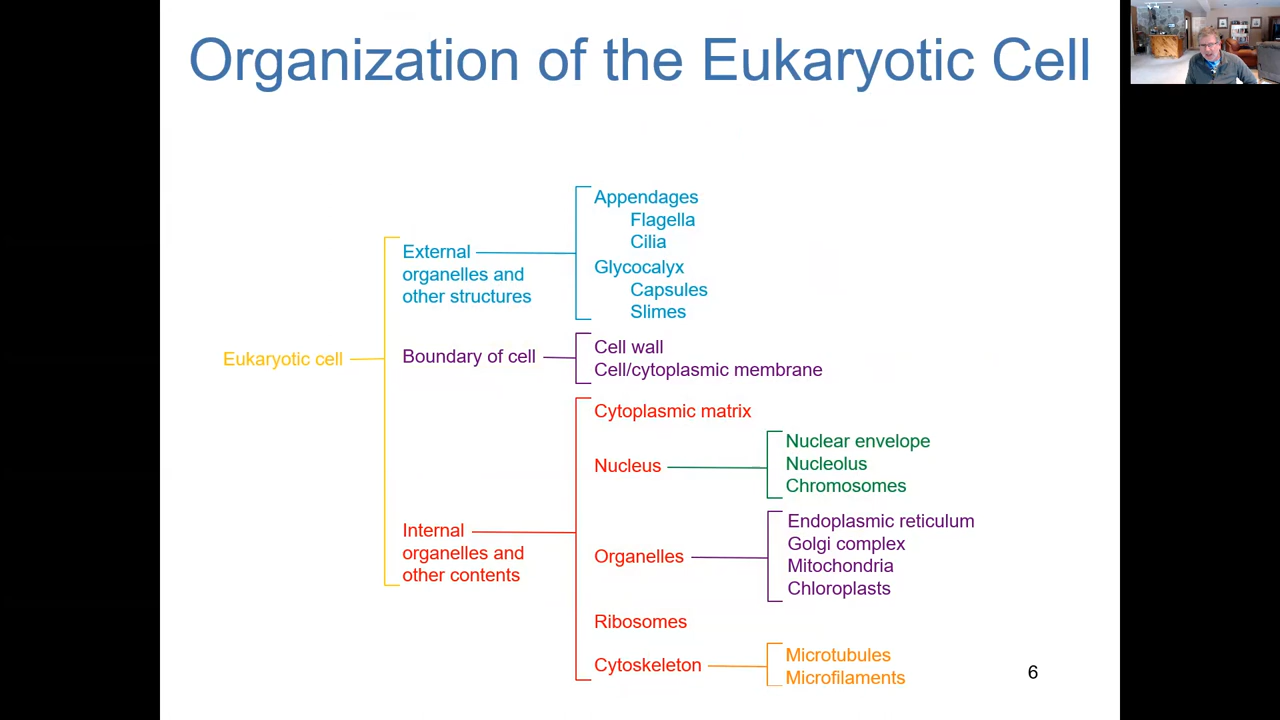 Organization of the Eukaryotic Cell
Eukaryotic cell
External
organelles and
other structures
Appendages
Flagella
Cilia
Glycocalyx
Capsules
Slimes
Boundary of cell
Cell wall
Cell/cytoplasmic membrane
Internal
organelles and
other contents
Cytoplasmic matrix
Nucleus
Nuclear envelope
Nucleolus
Chromosomes
Organelles
Endoplasmic reticulum
Golgi complex
Mitochondria
Chloroplasts
Ribosomes
Cytoskeleton
Microtubules
Microfilaments
6